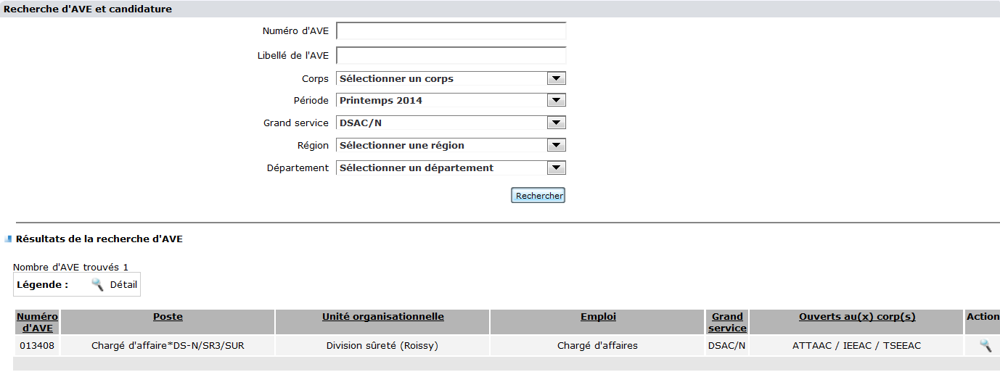 Recherche d'AVE et candidature
Numéro d'AVE
Libellé de l'AVE
Corps Sélectionner un corps
Période Printemps 2014
Grand service DSAC/N
Région Sélectionner une région
Département Sélectionner un département
Rechercher
Résultats de la recherche d'AVE
Nombre d'AVE trouvés 1
Légende : Détail
Numéro d'AVE Poste Unité organisationnelle Emploi Grand service Ouverts au(x) corp(s) Action
013408 Chargé d'affaire*DS-N/SR3/SUR Division sûreté (Roissy) Chargé d'affaires DSAC/N ATTAAC / IEEAC / TSEEAC